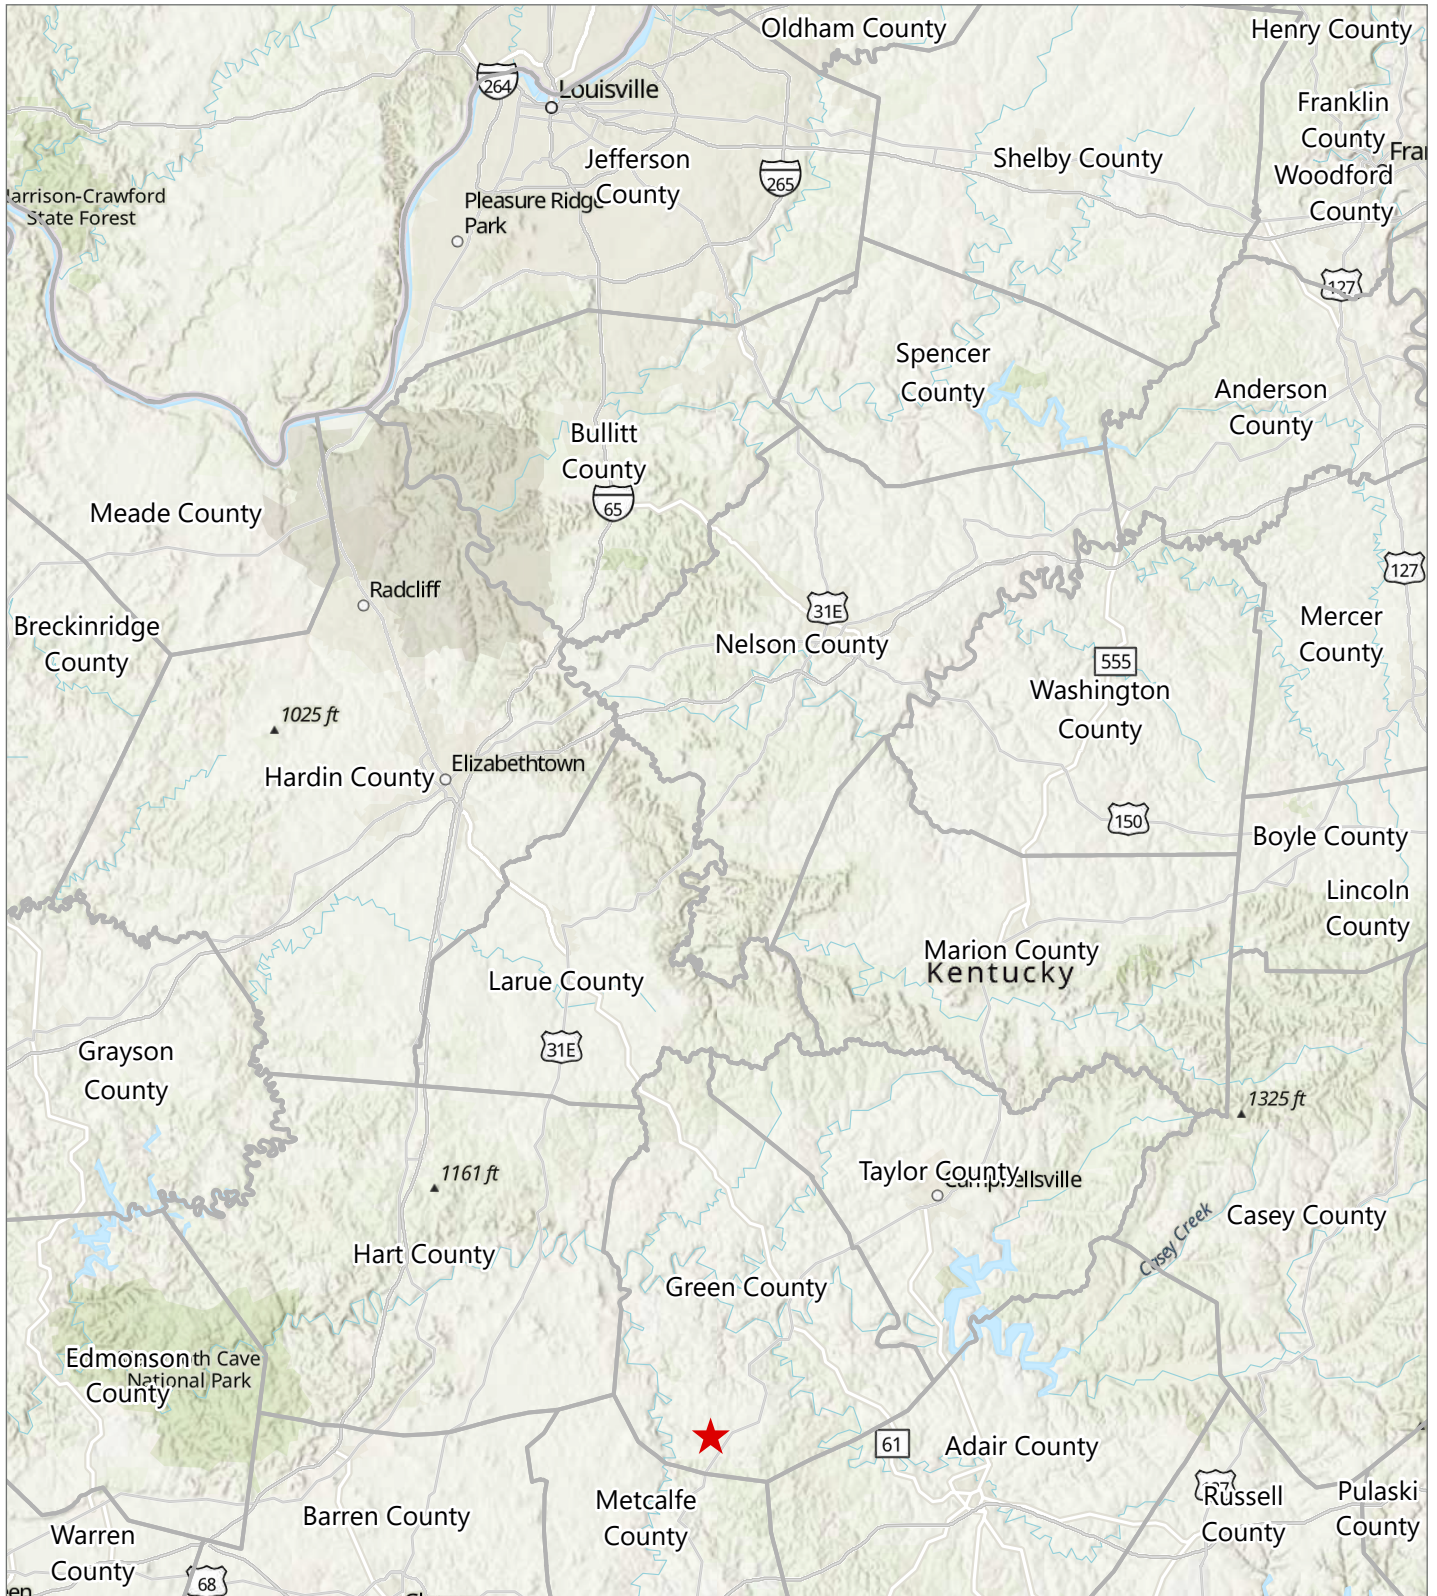 Oldham County
Henry County
264
Louisville
Franklin
County
Jefferson
County
Shelby County
Woodford
County
265
State Forest
Pleasure Ridge
Park
127
Spencer
County
Anderson
County
Bullitt
County
65
Meade County
127
Radcliff
31E
Breckinridge
County
Nelson County
Mercer
County
555
Washington
County
1025 ft
Hardin County
Elizabethtown
150
Boyle County
Lincoln
County
Marion County
Kentucky
Larue County
31E
Grayson
County
1325 ft
1161 ft
Taylor County
Casey County
Casey Creek
Hart County
Green County
Edmonson
County
Cave
National Park
61
Adair County
Metcalfe
County
Barren County
Russell
County
Pulaski
County
Warren
County
68